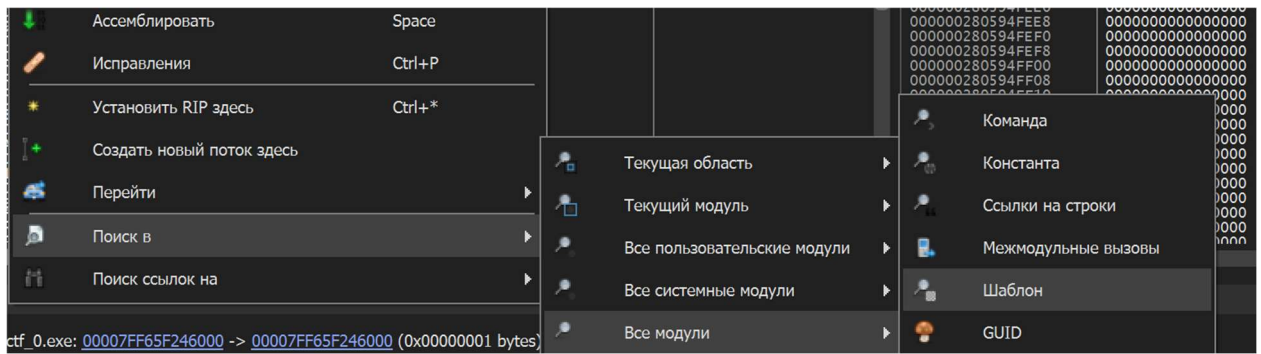 Ассемблировать Space
Исправления Ctrl+P
Установить RIP здесь Ctrl+*
Создать новый поток здесь
Перейти
Поиск в
Поиск ссылок на
ctf_0.exe: 00007FF65F246000 -> 00007FF65F246000 (0x00000001 bytes)
Текущая область
Текущий модуль
Все пользовательские модули
Все системные модули
Все модули
000000280594FEE8 0000000000000000
000000280594FEF0 0000000000000000
000000280594FEF8 0000000000000000
000000280594FF00 0000000000000000
000000280594FF08 0000000000000000
Команда
Константа
Ссылки на строки
Межмодульные вызовы
Шаблон
GUID